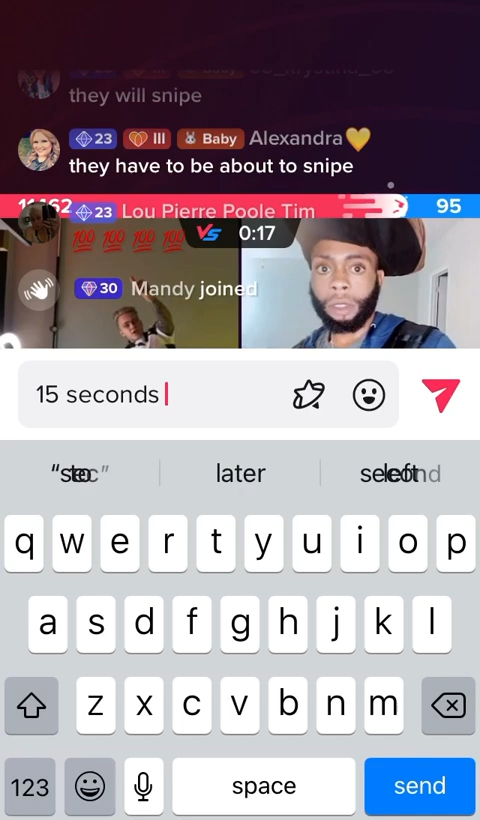 they will snipe
23 III Baby Alexandra💛
they have to be about to snipe
95
23 Lou Pierre Poole Tim
💯 💯 💯 💯 VS 0:17
30 Mandy joined
15 seconds
later
q w e r t y u i o p
a s d f g h j k l
z x c v b n m
123 space send